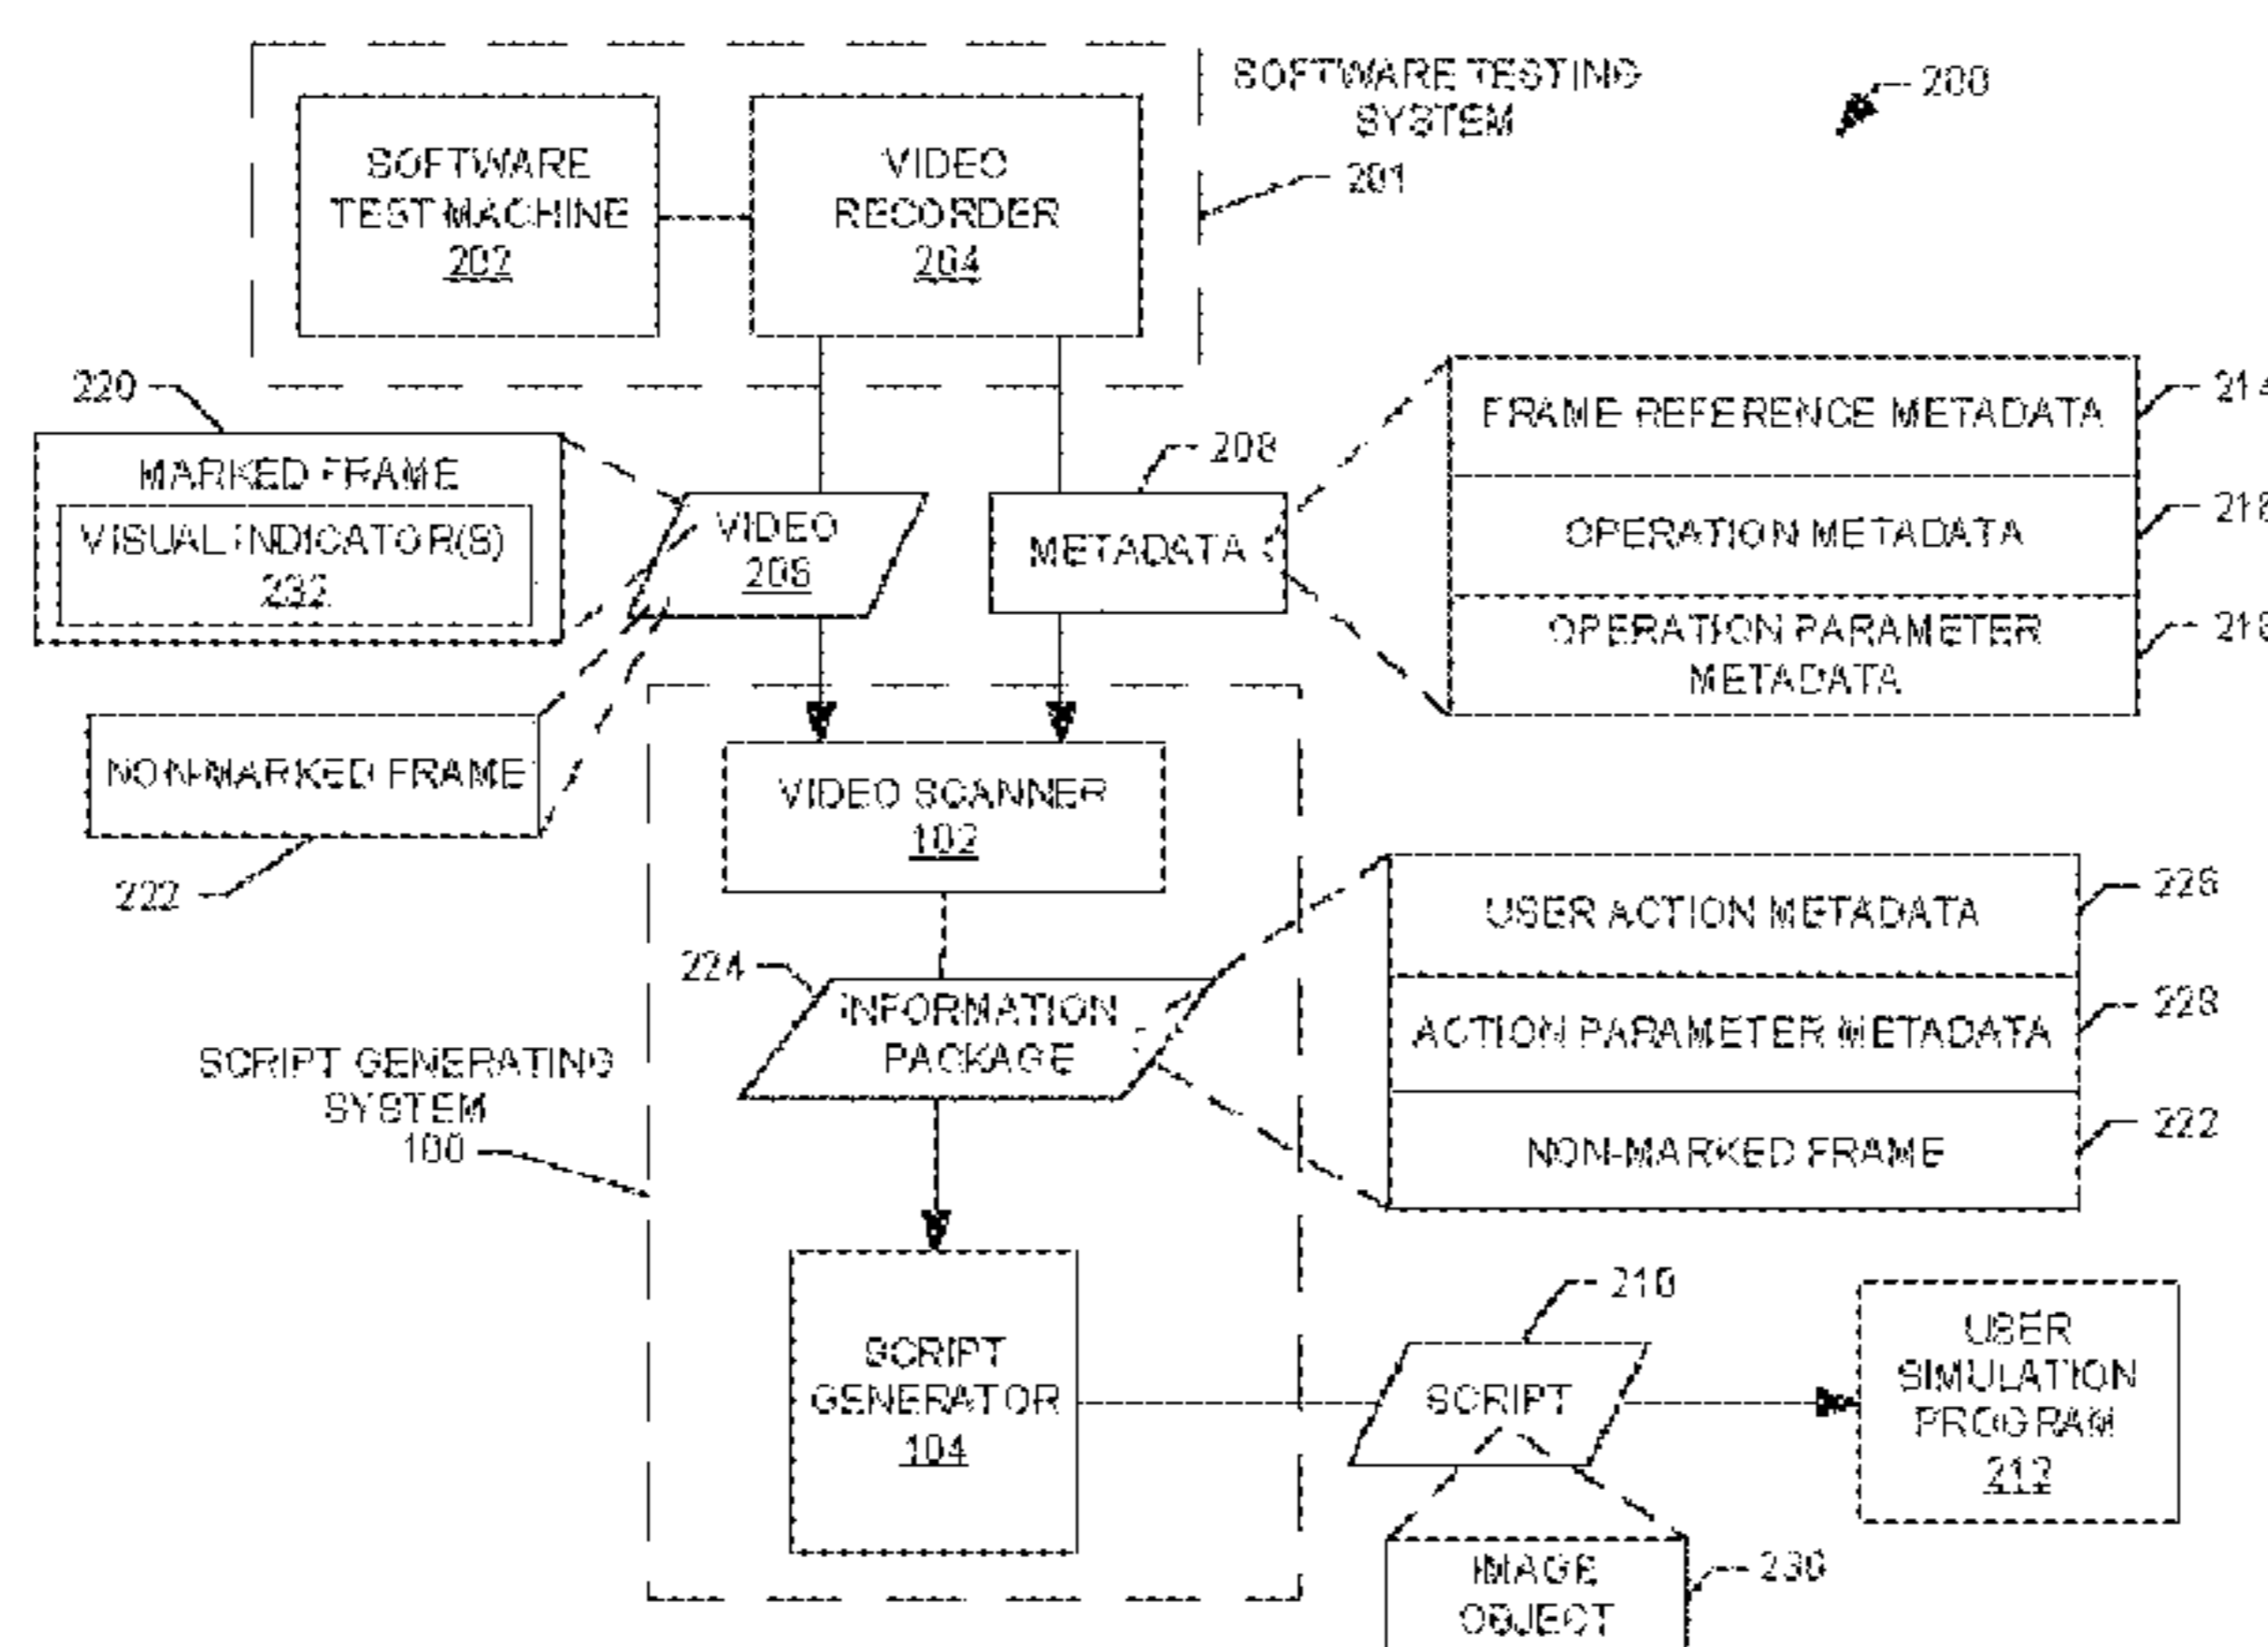 SOFTWARE TESTING
SYSTEM
200
201
SOFTWARE
TEST MACHINE
202
VIDEO
RECORDER
204
220
MARKED FRAME
VISUAL INDICATOR(S)
232
VIDEO
206
208
METADATA
FRAME REFERENCE METADATA
214
OPERATION METADATA
216
OPERATION PARAMETER
METADATA
218
NON-MARKED FRAME
222
VIDEO SCANNER
102
224
INFORMATION
PACKAGE
USER ACTION METADATA
226
ACTION PARAMETER METADATA
228
NON-MARKED FRAME
222
SCRIPT GENERATING
SYSTEM
100
SCRIPT
GENERATOR
104
210
SCRIPT
USER
SIMULATION
PROGRAM
212
IMAGE
OBJECT
230